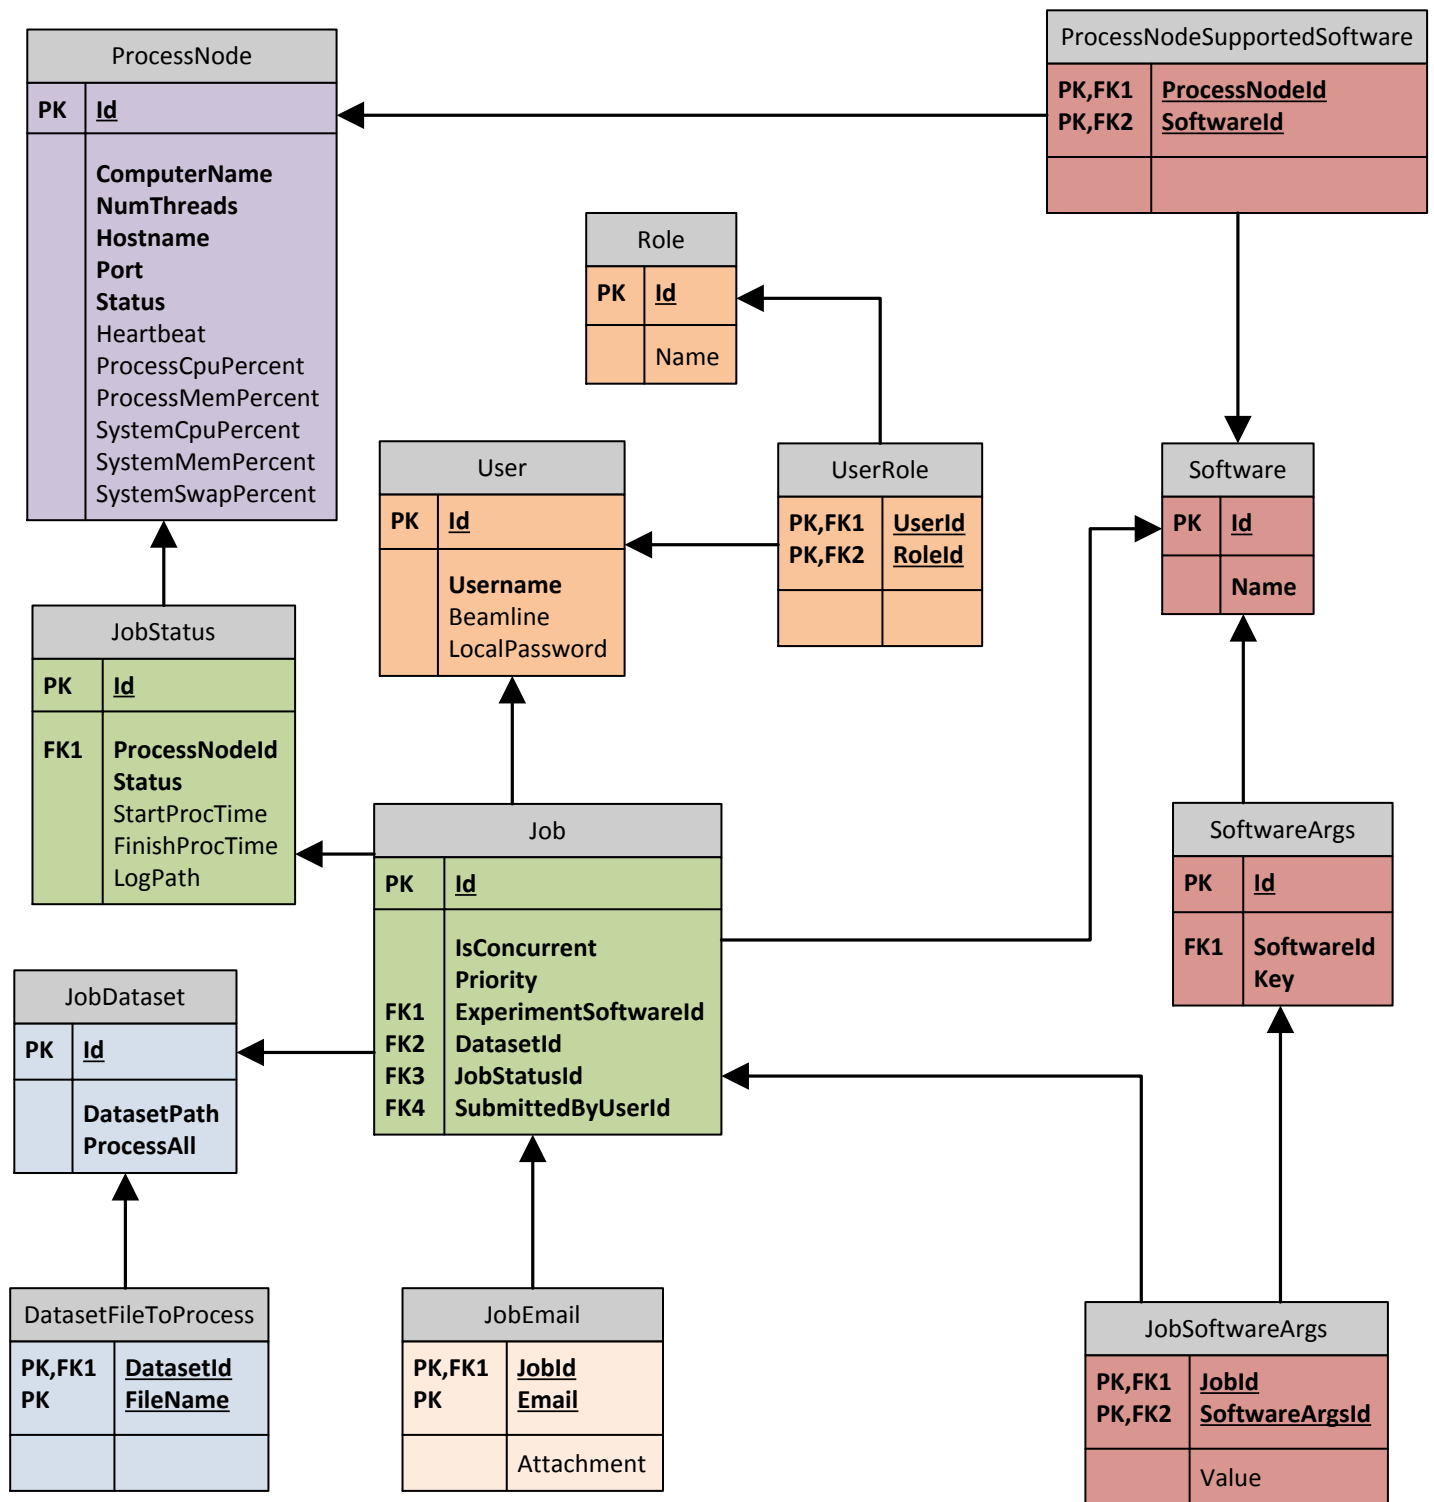 ProcessNode
PK Id
ComputerName
NumThreads
Hostname
Port
Status
Heartbeat
ProcessCpuPercent
ProcessMemPercent
SystemCpuPercent
SystemMemPercent
SystemSwapPercent
ProcessNodeSupportedSoftware
PK,FK1 ProcessNodeId
PK,FK2 SoftwareId
Role
PK Id
Name
User
PK Id
Username
Beamline
LocalPassword
UserRole
PK,FK1 UserId
PK,FK2 RoleId
Software
PK Id
Name
JobStatus
PK Id
FK1 ProcessNodeId
Status
StartProcTime
FinishProcTime
LogPath
Job
PK Id
IsConcurrent
Priority
FK1 ExperimentSoftwareId
FK2 DatasetId
FK3 JobStatusId
FK4 SubmittedByUserId
SoftwareArgs
PK Id
FK1 SoftwareId
Key
JobDataset
PK Id
DatasetPath
ProcessAll
DatasetFileToProcess
PK,FK1 DatasetId
PK FileName
JobEmail
PK,FK1 JobId
PK Email
Attachment
JobSoftwareArgs
PK,FK1 JobId
PK,FK2 SoftwareArgsId
Value